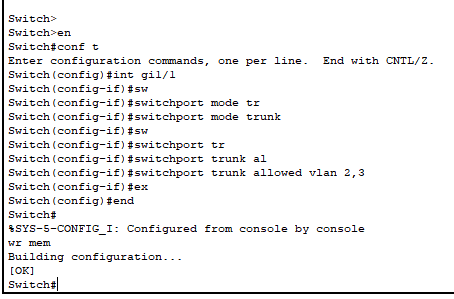 Switch>
Switch>en
Switch#conf t
Enter configuration commands, one per line.  End with CNTL/Z.
Switch(config)#int gi1/1
Switch(config-if)#sw
Switch(config-if)#switchport mode tr
Switch(config-if)#switchport mode trunk
Switch(config-if)#sw
Switch(config-if)#switchport tr
Switch(config-if)#switchport trunk al
Switch(config-if)#switchport trunk allowed vlan 2,3
Switch(config-if)#ex
Switch(config)#end
Switch#
%SYS-5-CONFIG_I: Configured from console by console
wr mem
Building configuration...
[OK]
Switch#